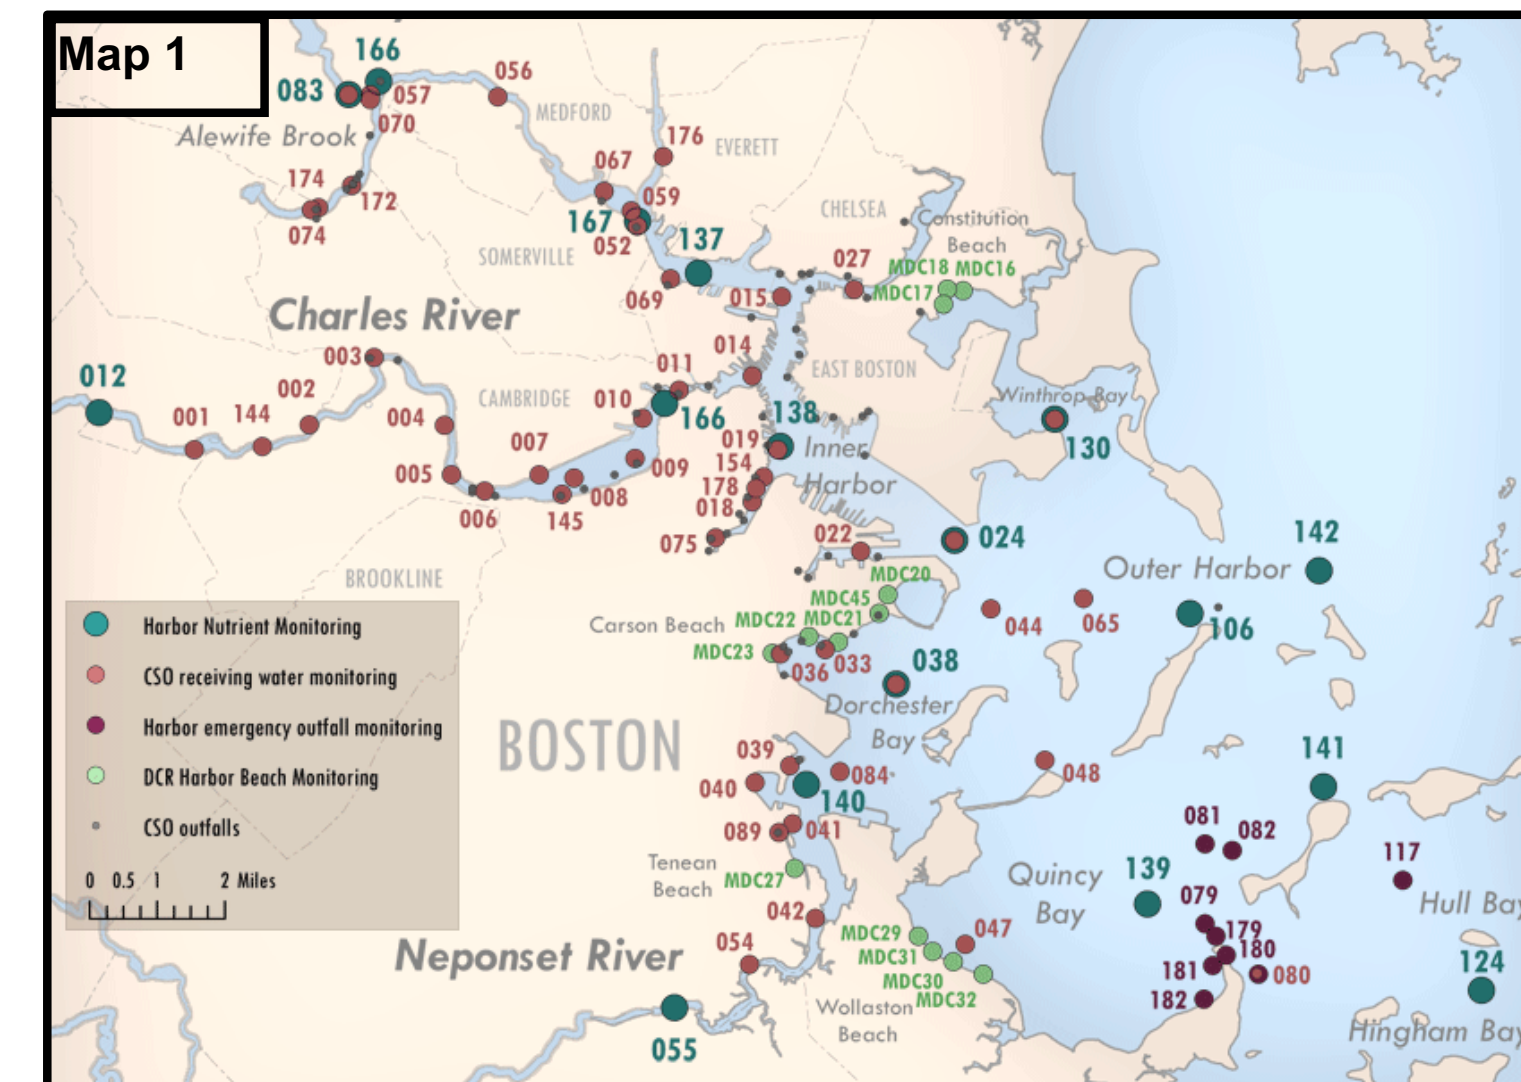 Map 1
166
083
057
056
MEDFORD
070
Alewife Brook
176
EVERETT
067
174
172
059
074
167
052
CHELSEA
Constitution
Beach
137
SOMERVILLE
027
MDC18 MDC16
MDC17
069
015
Charles River
003
014
011
EAST BOSTON
012
002
001
144
004
CAMBRIDGE
010
166
138
Winthrop Bay
130
007
019
Inner
Harbor
005
009
154
178
008
018
006
145
075
022
024
142
BROOKLINE
Outer Harbor
MDC20
MDC45
Carson Beach
MDC22
MDC21
044
065
106
MDC23
033
036
038
Dorchester
Bay
Harbor Nutrient Monitoring
CSO receiving water monitoring
Harbor emergency outfall monitoring
DCR Harbor Beach Monitoring
CSO outfalls
0 0.5 1 2 Miles
BOSTON
039
084
048
141
040
140
081
082
089
041
117
Tenean
Beach
MDC27
Quincy
Bay
139
079
Hull Bay
042
179
MDC29
047
180
Neponset River
054
MDC31
181
080
124
MDC30
MDC32
182
Wollaston
Beach
055
Hingham Bay